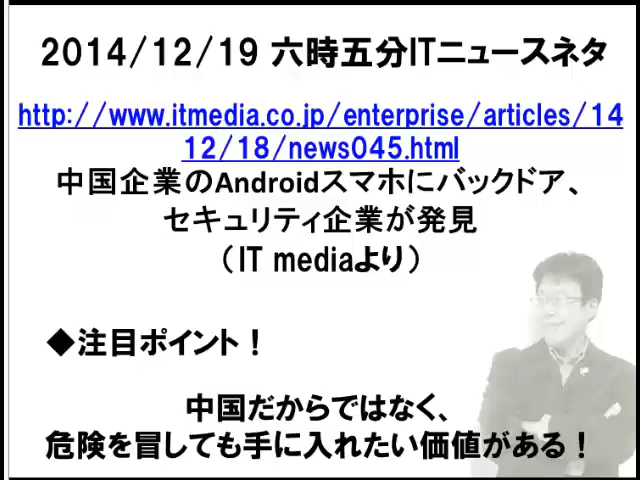 2014/12/19 六時五分ITニュースネタ
http://www.itmedia.co.jp/enterprise/articles/14
12/18/news045.html
中国企業のAndroidスマホにバックドア、
セキュリティ企業が発見
（IT mediaより）
◆注目ポイント！
中国だからではなく、
危険を冒しても手に入れたい価値がある！